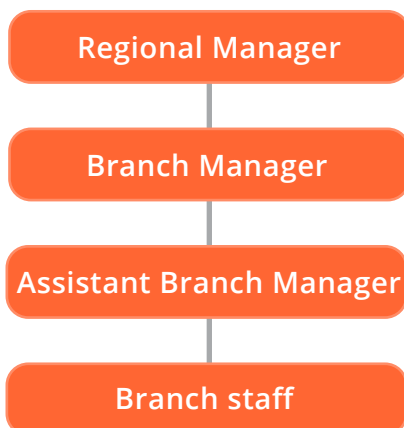 Regional Manager
Branch Manager
Assistant Branch Manager
Branch staff